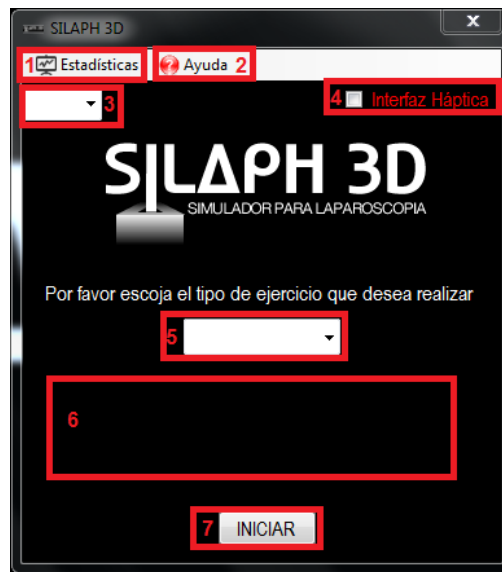 SILAPH 3D
x
1 Estadísticas ? Ayuda 2
3
4 Interfaz Háptica
SILAPH 3D
SIMULADOR PARA LAPAROSCOPIA
Por favor escoja el tipo de ejercicio que desea realizar
5
6
7 INICIAR